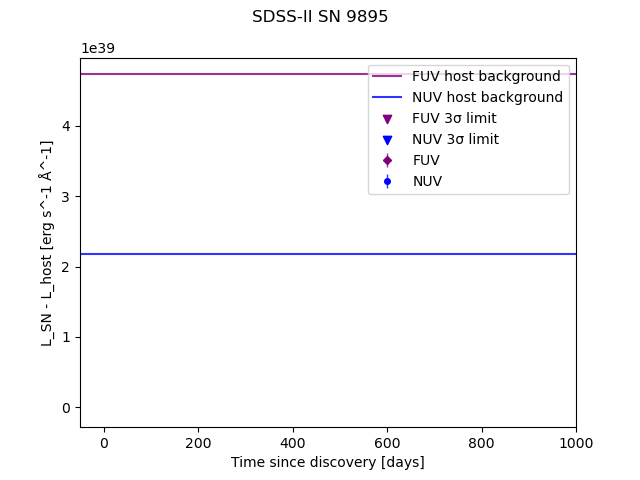 SDSS-II SN 9895
1e39
FUV host background
NUV host background
FUV 3σ limit
NUV 3σ limit
FUV
NUV
4
3
2
1
0
L_SN - L_host [erg s^-1 Å^-1]
0 200 400 600 800 1000
Time since discovery [days]